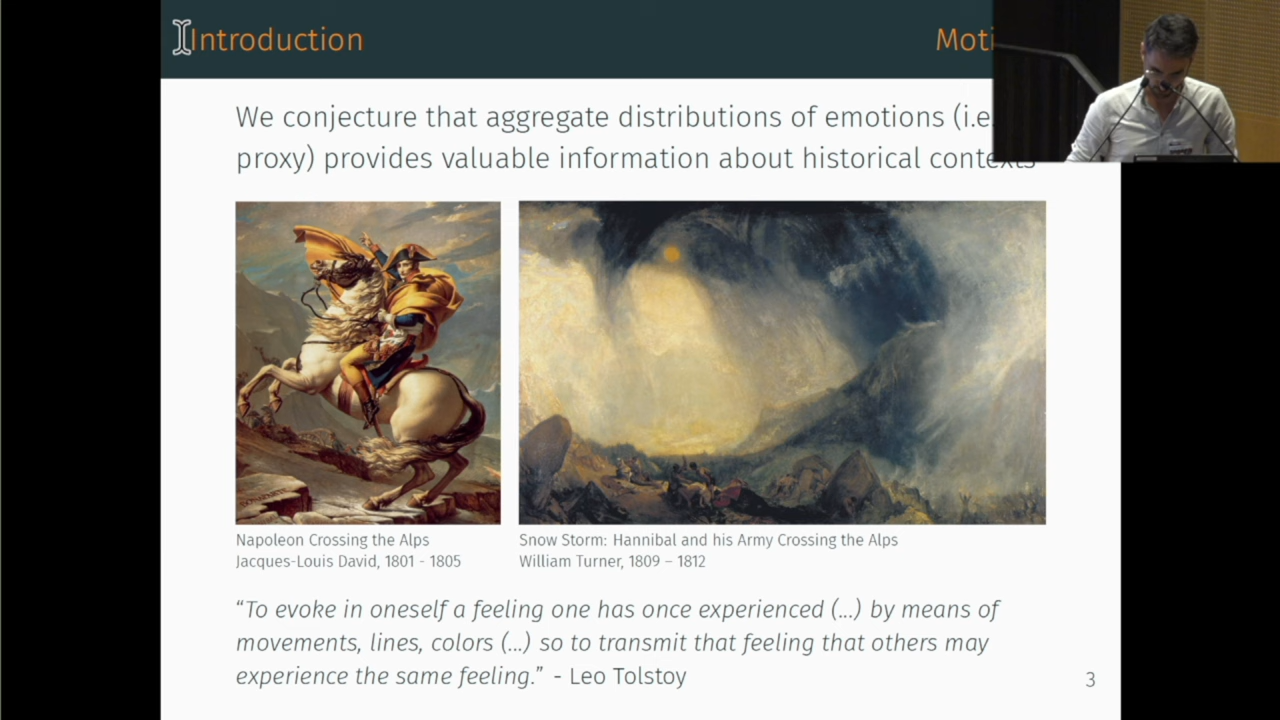 Introduction
We conjecture that aggregate distributions of emotions (i.e
proxy) provides valuable information about historical contexts
Napoleon Crossing the Alps
Jacques-Louis David, 1801 - 1805
Snow Storm: Hannibal and his Army Crossing the Alps
William Turner, 1809 – 1812
“To evoke in oneself a feeling one has once experienced (...) by means of
movements, lines, colors (...) so to transmit that feeling that others may
experience the same feeling.” - Leo Tolstoy
3